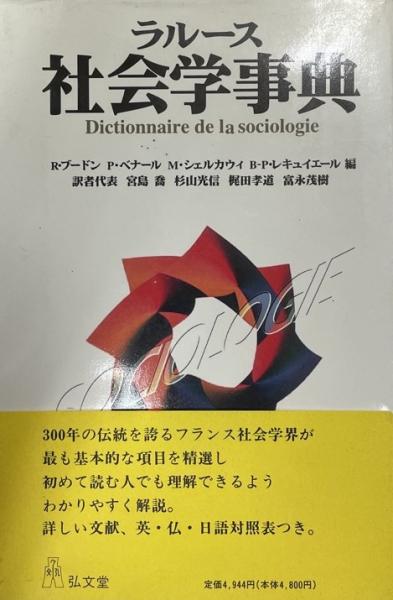 ラルース
社会学事典
Dictionnaire de la sociologie
R・ブードン P・ベナール M・シェルカウィ B-P・レキュイエール 編
訳者代表 宮島 喬 杉山光信 梶田孝道 富永茂樹
SOCIOLOGIE
300年の伝統を誇るフランス社会学界が
最も基本的な項目を精選し
初めて読む人でも理解できるよう
わかりやすく解説。
詳しい文献、英・仏・日語対照表つき。
弘文堂
定価4,944円(本体4,800円)